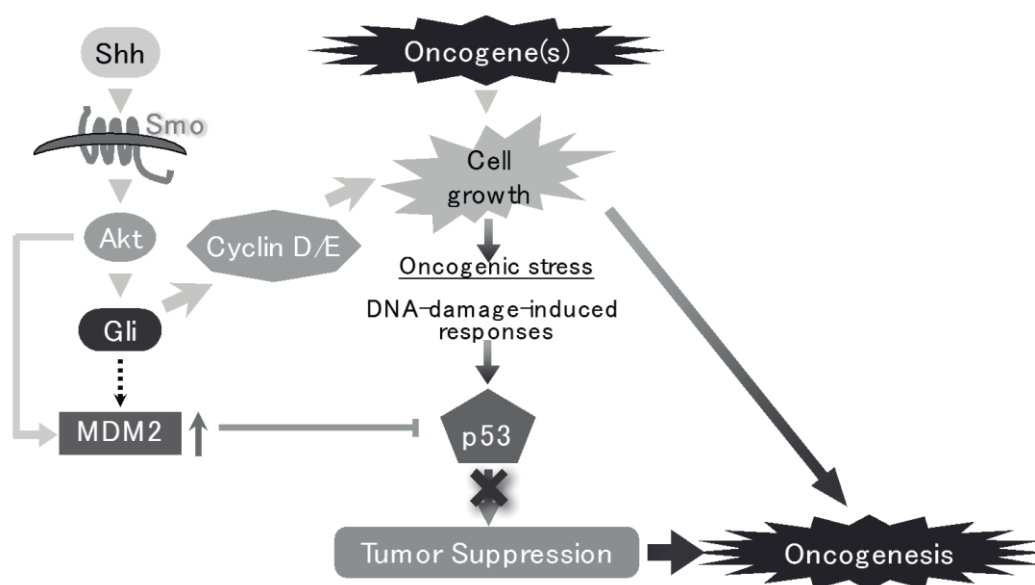 Shh
Oncogene(s)
Smo
Cell
growth
Akt
Cyclin D/E
Oncogenic stress
DNA-damage-induced
responses
Gli
MDM2
p53
Tumor Suppression
Oncogenesis